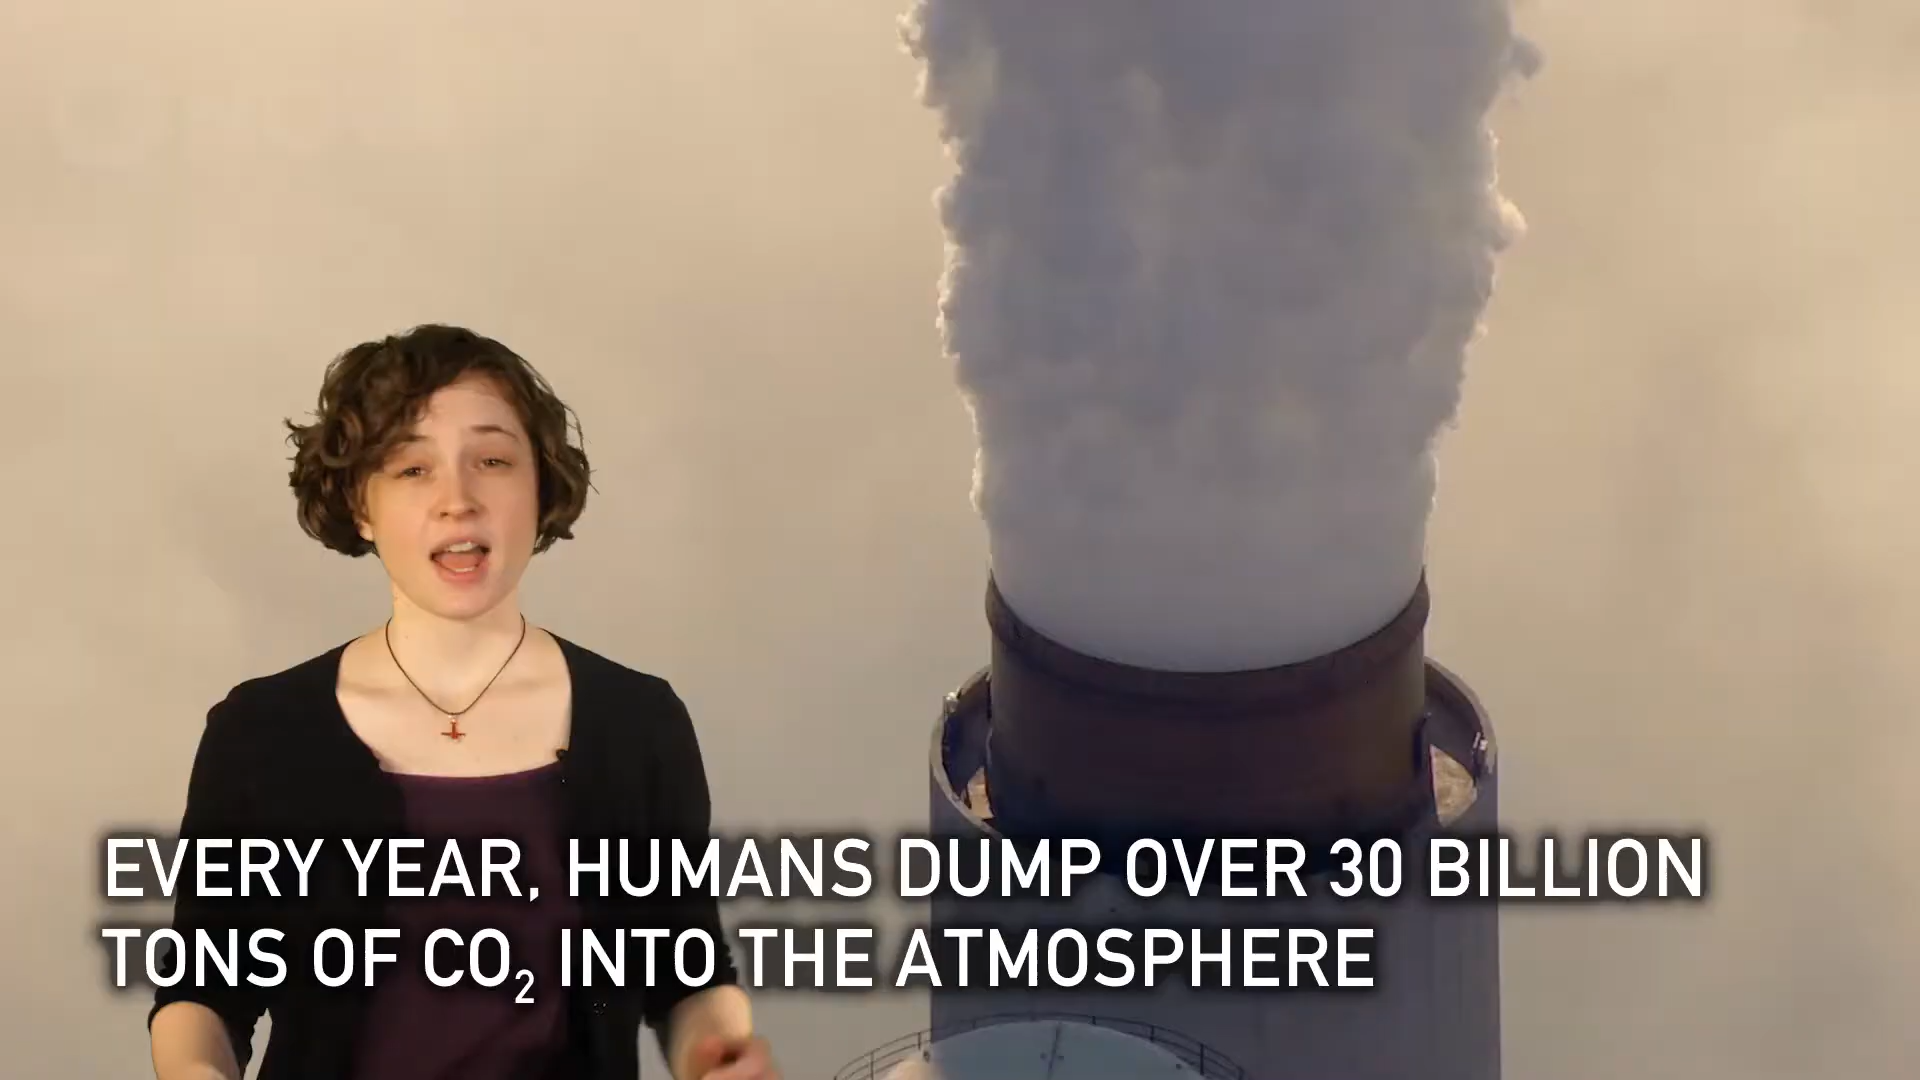 EVERY YEAR, HUMANS DUMP OVER 30 BILLION
TONS OF CO₂ INTO THE ATMOSPHERE